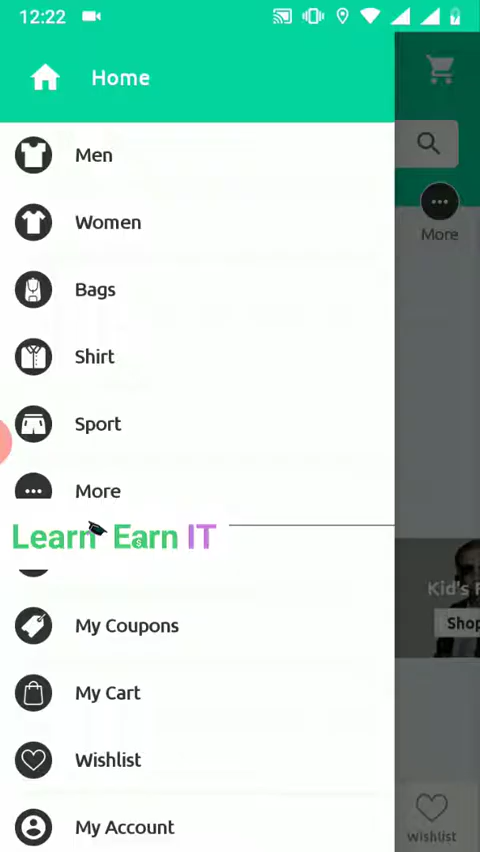 12:22
Home
Men
Women
More
Bags
Shirt
Sport
More
Learn Earn IT
Kid's
Shop
My Coupons
My Cart
Wishlist
My Account
Wishlist